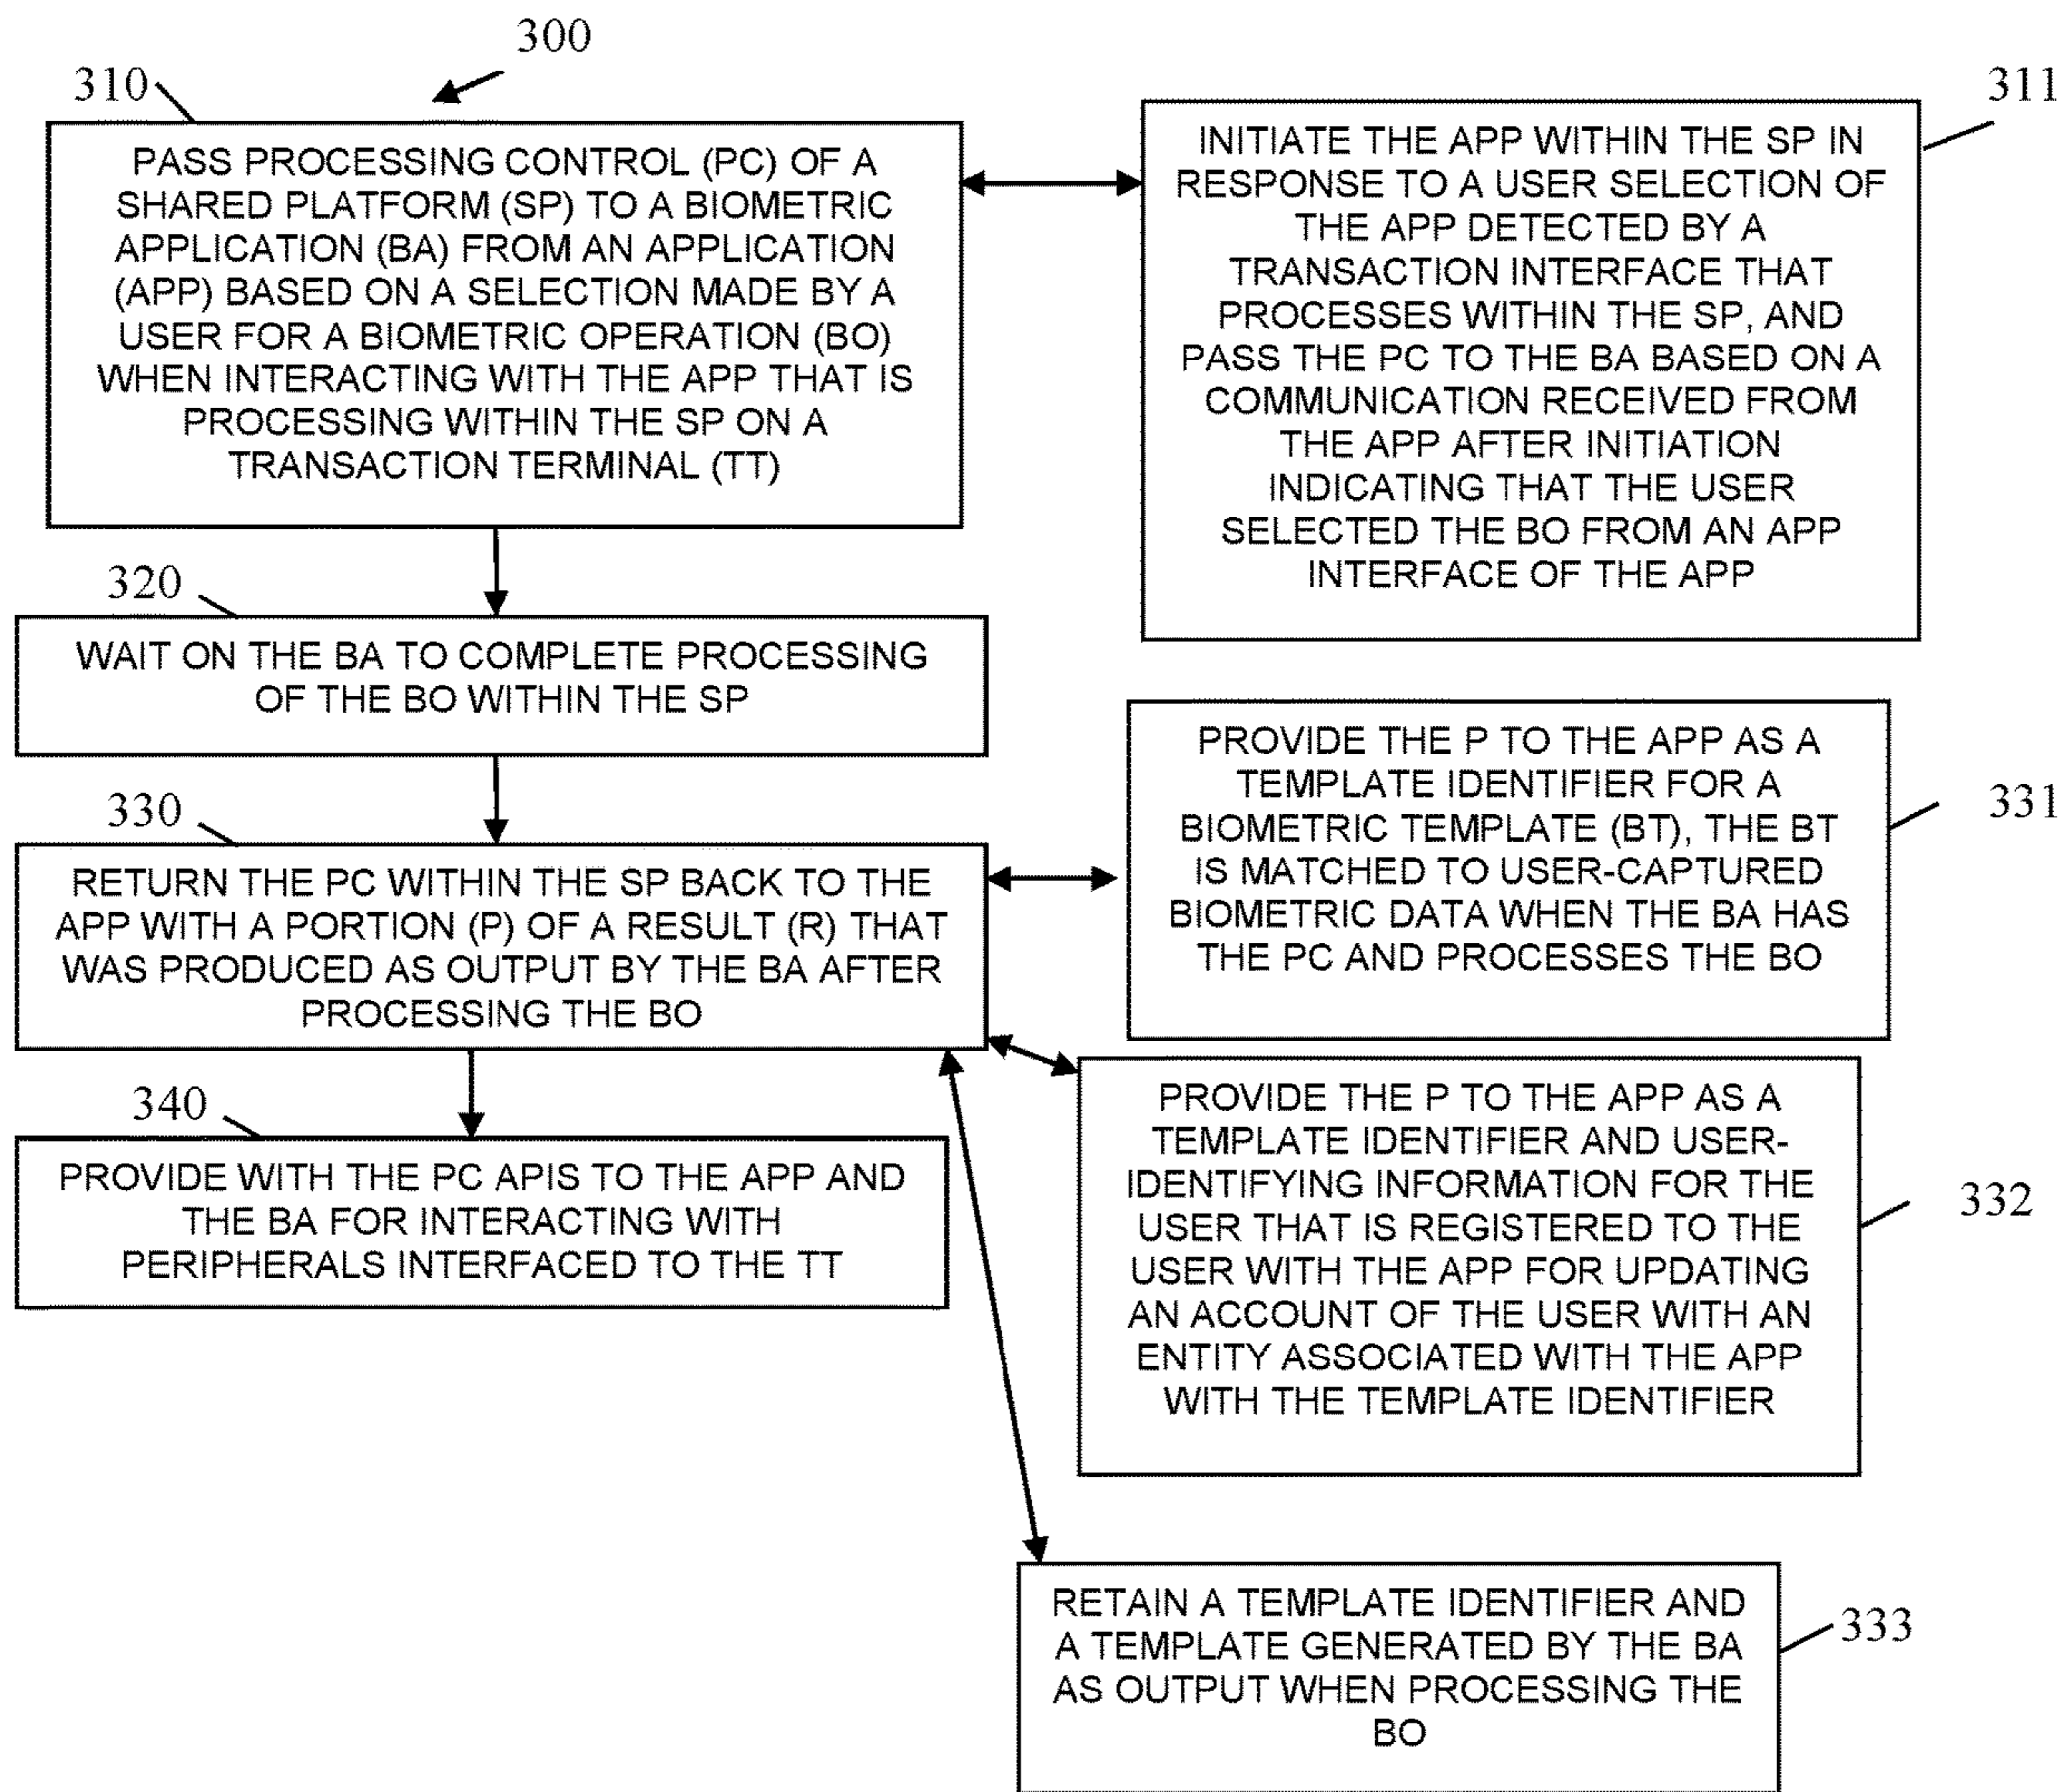 300
310
PASS PROCESSING CONTROL (PC) OF A
SHARED PLATFORM (SP) TO A BIOMETRIC
APPLICATION (BA) FROM AN APPLICATION
(APP) BASED ON A SELECTION MADE BY A
USER FOR A BIOMETRIC OPERATION (BO)
WHEN INTERACTING WITH THE APP THAT IS
PROCESSING WITHIN THE SP ON A
TRANSACTION TERMINAL (TT)
311
INITIATE THE APP WITHIN THE SP IN
RESPONSE TO A USER SELECTION OF
THE APP DETECTED BY A
TRANSACTION INTERFACE THAT
PROCESSES WITHIN THE SP, AND
PASS THE PC TO THE BA BASED ON A
COMMUNICATION RECEIVED FROM
THE APP AFTER INITIATION
INDICATING THAT THE USER
SELECTED THE BO FROM AN APP
INTERFACE OF THE APP
320
WAIT ON THE BA TO COMPLETE PROCESSING
OF THE BO WITHIN THE SP
330
RETURN THE PC WITHIN THE SP BACK TO THE
APP WITH A PORTION (P) OF A RESULT (R) THAT
WAS PRODUCED AS OUTPUT BY THE BA AFTER
PROCESSING THE BO
331
PROVIDE THE P TO THE APP AS A
TEMPLATE IDENTIFIER FOR A
BIOMETRIC TEMPLATE (BT), THE BT
IS MATCHED TO USER-CAPTURED
BIOMETRIC DATA WHEN THE BA HAS
THE PC AND PROCESSES THE BO
340
PROVIDE WITH THE PC APIS TO THE APP AND
THE BA FOR INTERACTING WITH
PERIPHERALS INTERFACED TO THE TT
332
PROVIDE THE P TO THE APP AS A
TEMPLATE IDENTIFIER AND USER-
IDENTIFYING INFORMATION FOR THE
USER THAT IS REGISTERED TO THE
USER WITH THE APP FOR UPDATING
AN ACCOUNT OF THE USER WITH AN
ENTITY ASSOCIATED WITH THE APP
WITH THE TEMPLATE IDENTIFIER
333
RETAIN A TEMPLATE IDENTIFIER AND
A TEMPLATE GENERATED BY THE BA
AS OUTPUT WHEN PROCESSING THE
BO